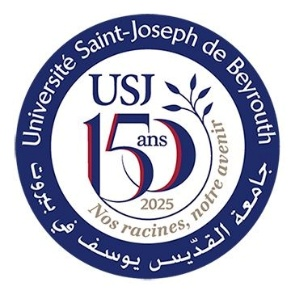 Université Saint-Joseph de Beyrouth
USJ
150
ans
2025
Nos racines, notre avenir
جامعة القدّيس يوسف في بيروت